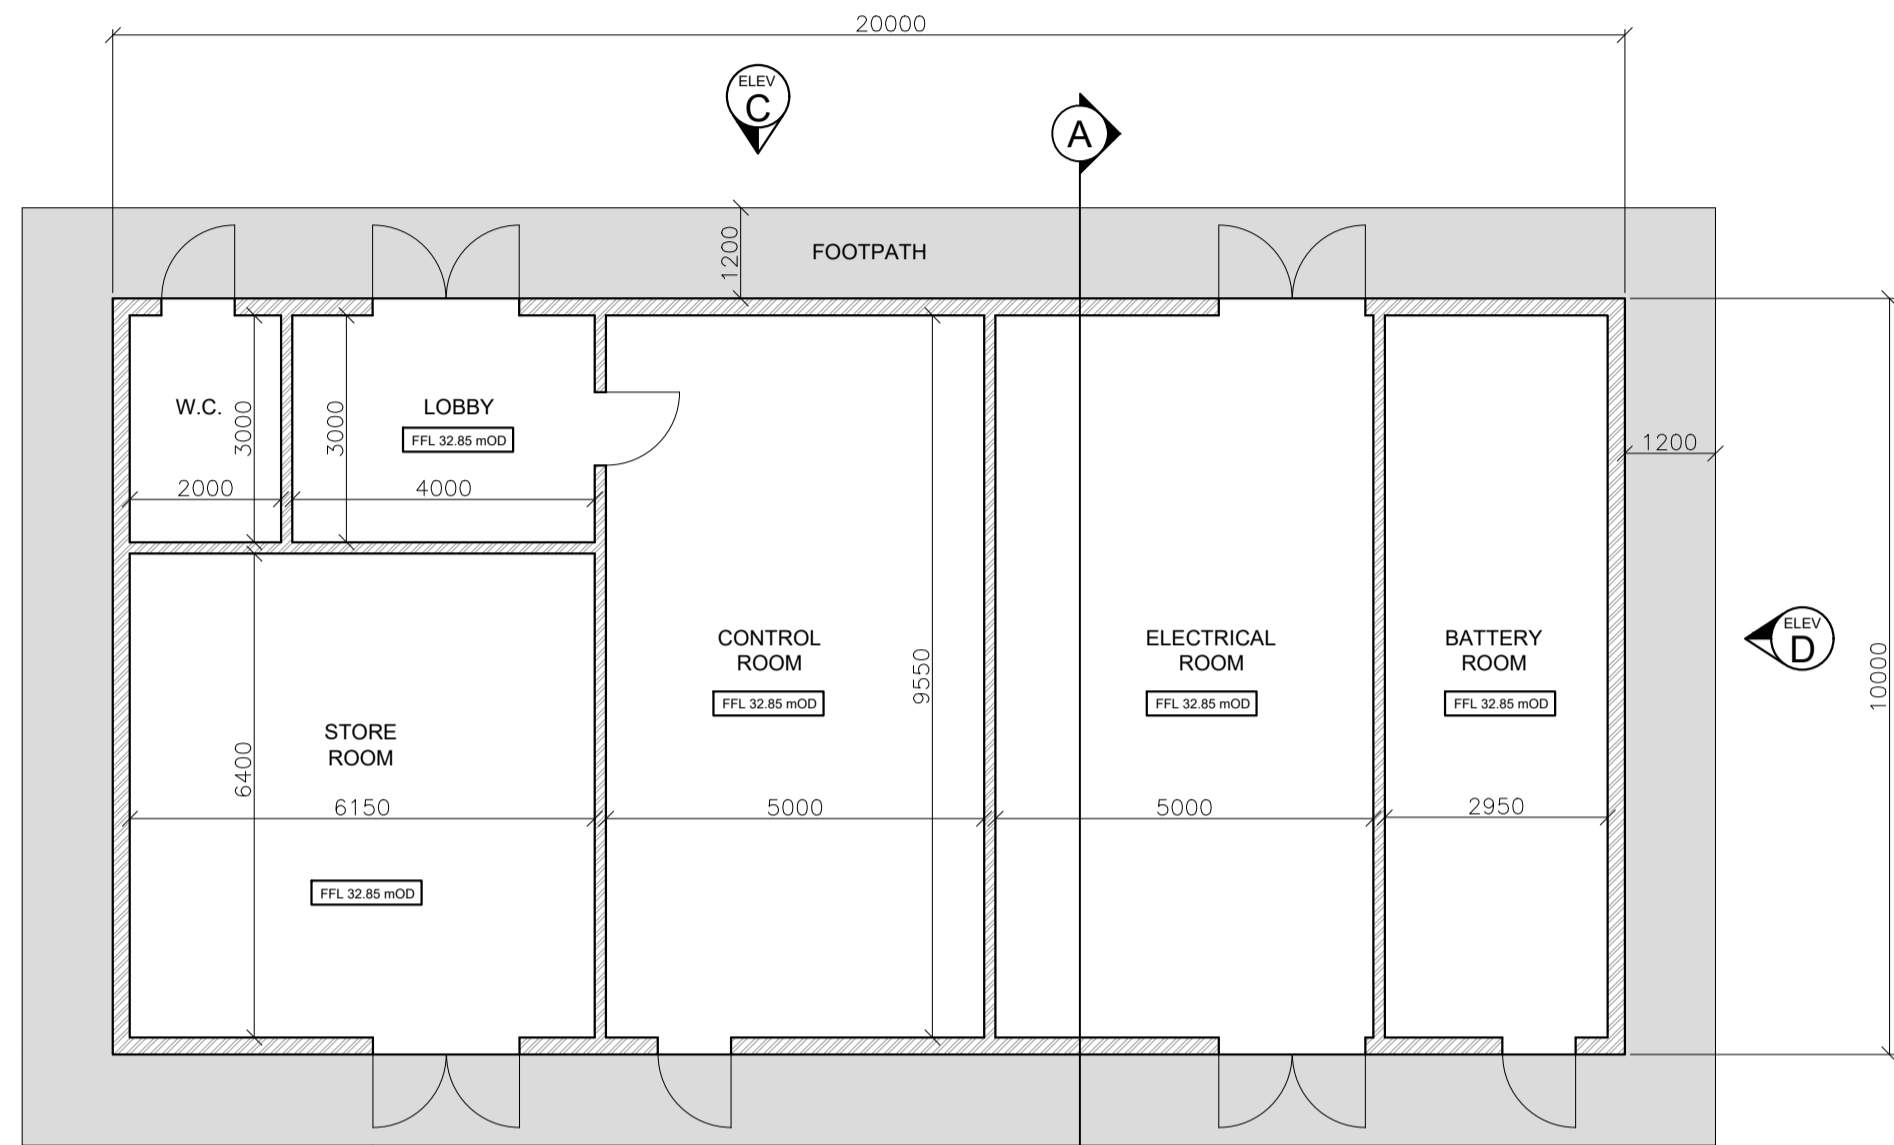 20000
ELEV
C
A
1200
FOOTPATH
W.C.
3000
3000
LOBBY
FFL 32.85 mOD
2000
4000
1200
CONTROL
ROOM
FFL 32.85 mOD
9550
ELECTRICAL
ROOM
FFL 32.85 mOD
BATTERY
ROOM
FFL 32.85 mOD
ELEV
D
10000
STORE
ROOM
6400
6150
5000
5000
2950
FFL 32.85 mOD